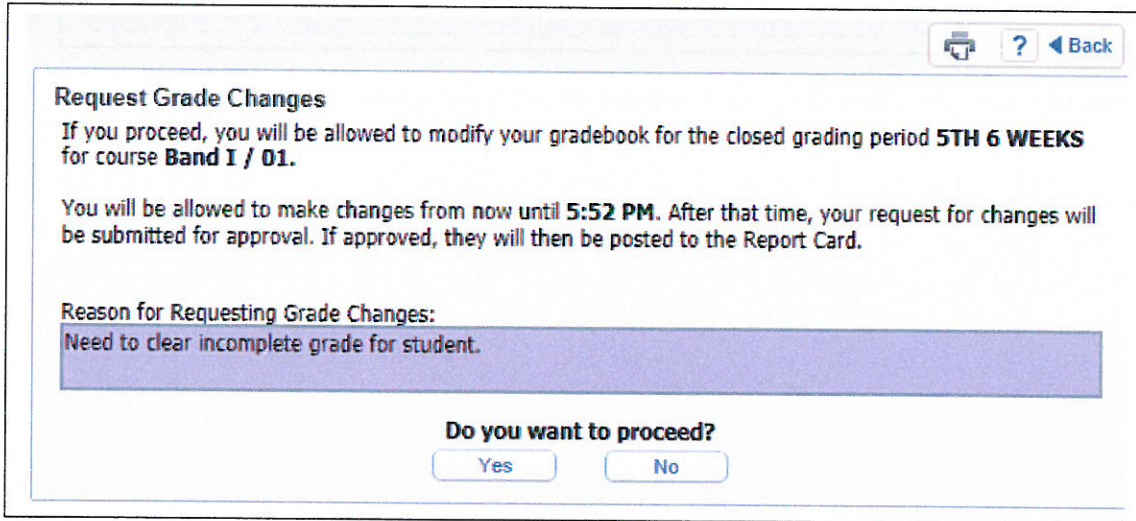 ? Back
Request Grade Changes
If you proceed, you will be allowed to modify your gradebook for the closed grading period 5TH 6 WEEKS
for course Band I / 01.
You will be allowed to make changes from now until 5:52 PM. After that time, your request for changes will
be submitted for approval. If approved, they will then be posted to the Report Card.
Reason for Requesting Grade Changes:
Need to clear incomplete grade for student.
Do you want to proceed?
Yes No